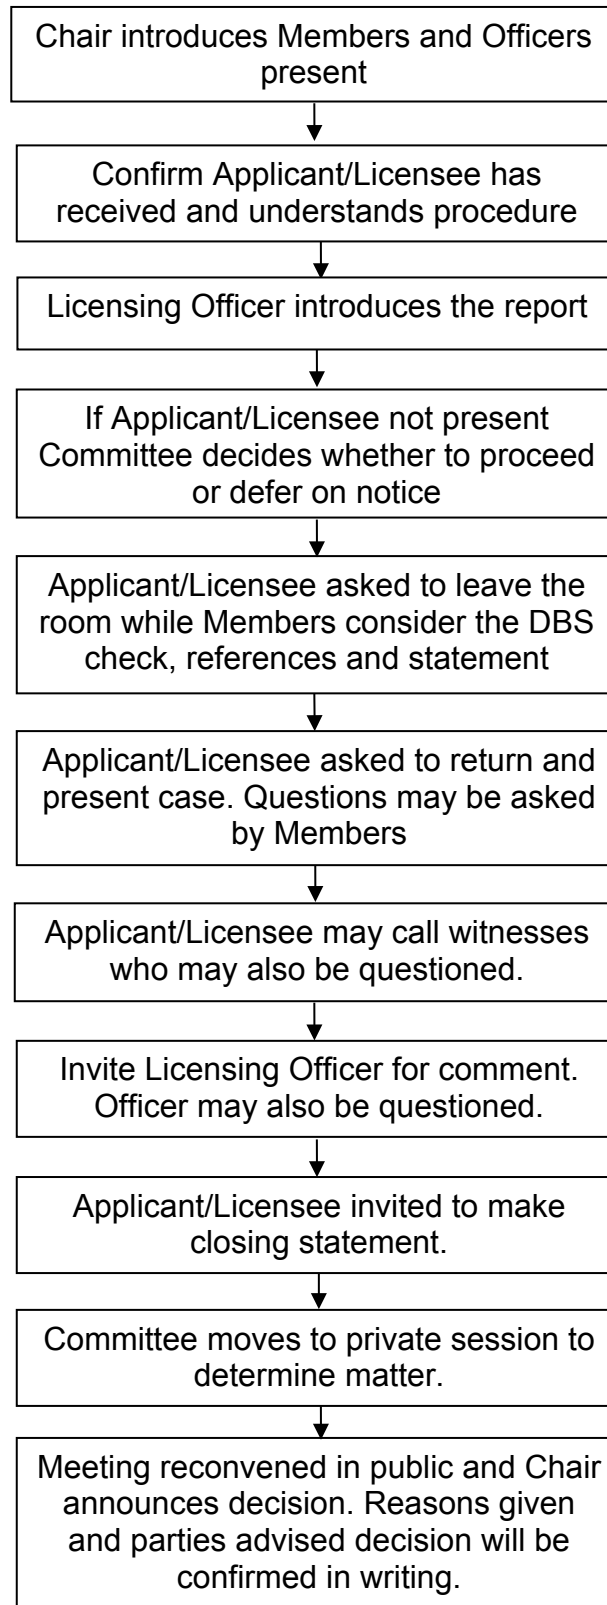 Chair introduces Members and Officers
present
Confirm Applicant/Licensee has
received and understands procedure
Licensing Officer introduces the report
If Applicant/Licensee not present
Committee decides whether to proceed
or defer on notice
Applicant/Licensee asked to leave the
room while Members consider the DBS
check, references and statement
Applicant/Licensee asked to return and
present case. Questions may be asked
by Members
Applicant/Licensee may call witnesses
who may also be questioned.
Invite Licensing Officer for comment.
Officer may also be questioned.
Applicant/Licensee invited to make
closing statement.
Committee moves to private session to
determine matter.
Meeting reconvened in public and Chair
announces decision. Reasons given
and parties advised decision will be
confirmed in writing.